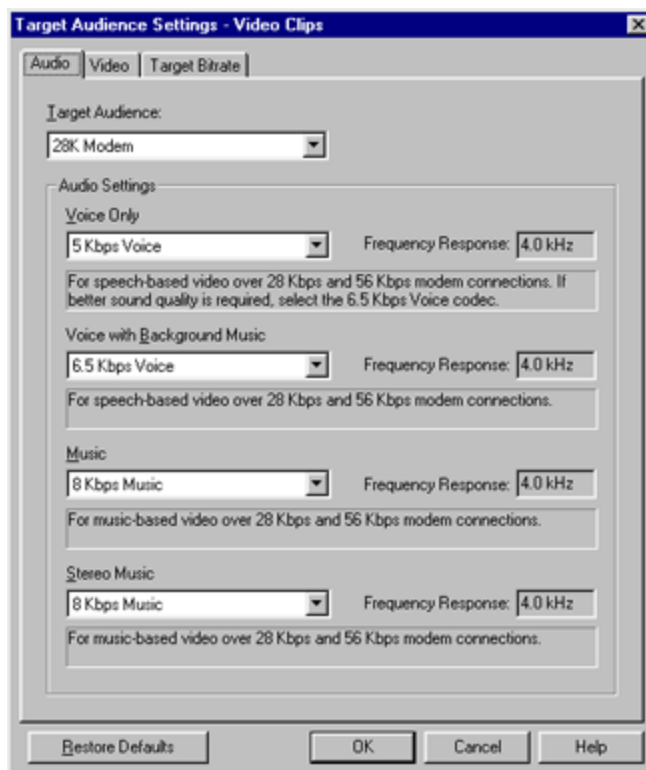 Target Audience Settings - Video Clips
Audio Video Target Bitrate
Target Audience:
28K Modem
Audio Settings
Voice Only
5 Kbps Voice Frequency Response: 4.0 kHz
For speech-based video over 28 Kbps and 56 Kbps modem connections. If
better sound quality is required, select the 6.5 Kbps Voice codec.
Voice with Background Music
6.5 Kbps Voice Frequency Response: 4.0 kHz
For speech-based video over 28 Kbps and 56 Kbps modem connections.
Music
8 Kbps Music Frequency Response: 4.0 kHz
For music-based video over 28 Kbps and 56 Kbps modem connections.
Stereo Music
8 Kbps Music Frequency Response: 4.0 kHz
For music-based video over 28 Kbps and 56 Kbps modem connections.
Restore Defaults OK Cancel Help